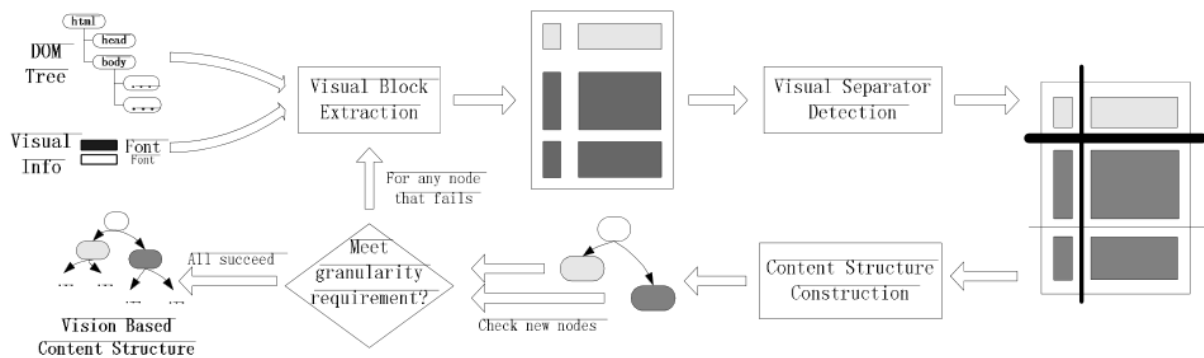 html
head
body
DOM
Tree
...
...
Visual
Info
Font
Font
Visual Block
Extraction
Visual Separator
Detection
Content Structure
Construction
Check new nodes
Meet
granularity
requirement?
For any node
that fails
All succeed
...
...
...
...
Vision Based
Content Structure